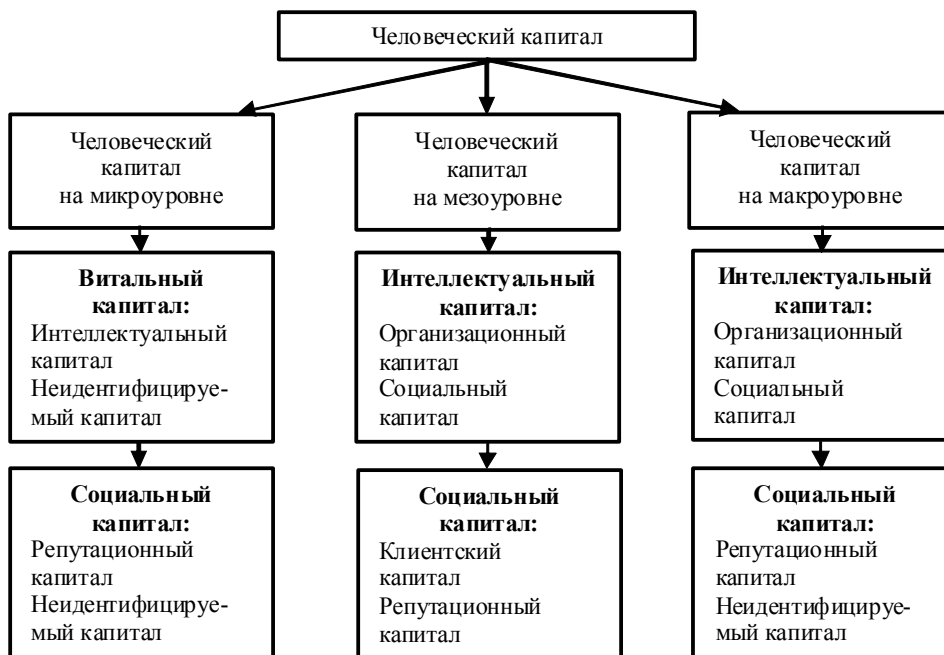 Человеческий капитал
Человеческий
капитал
на микроуровне
Человеческий
капитал
на мезоуровне
Человеческий
капитал
на макроуровне
Витальный
капитал:
Интеллектуальный
капитал
Неидентифицируе-
мый капитал
Интеллектуальный
капитал:
Организационный
капитал
Социальный
капитал
Интеллектуальный
капитал:
Организационный
капитал
Социальный
капитал
Социальный
капитал:
Репутационный
капитал
Неидентифицируе-
мый капитал
Социальный
капитал:
Клиентский
капитал
Репутационный
капитал
Социальный
капитал:
Репутационный
капитал
Неидентифицируе-
мый капитал